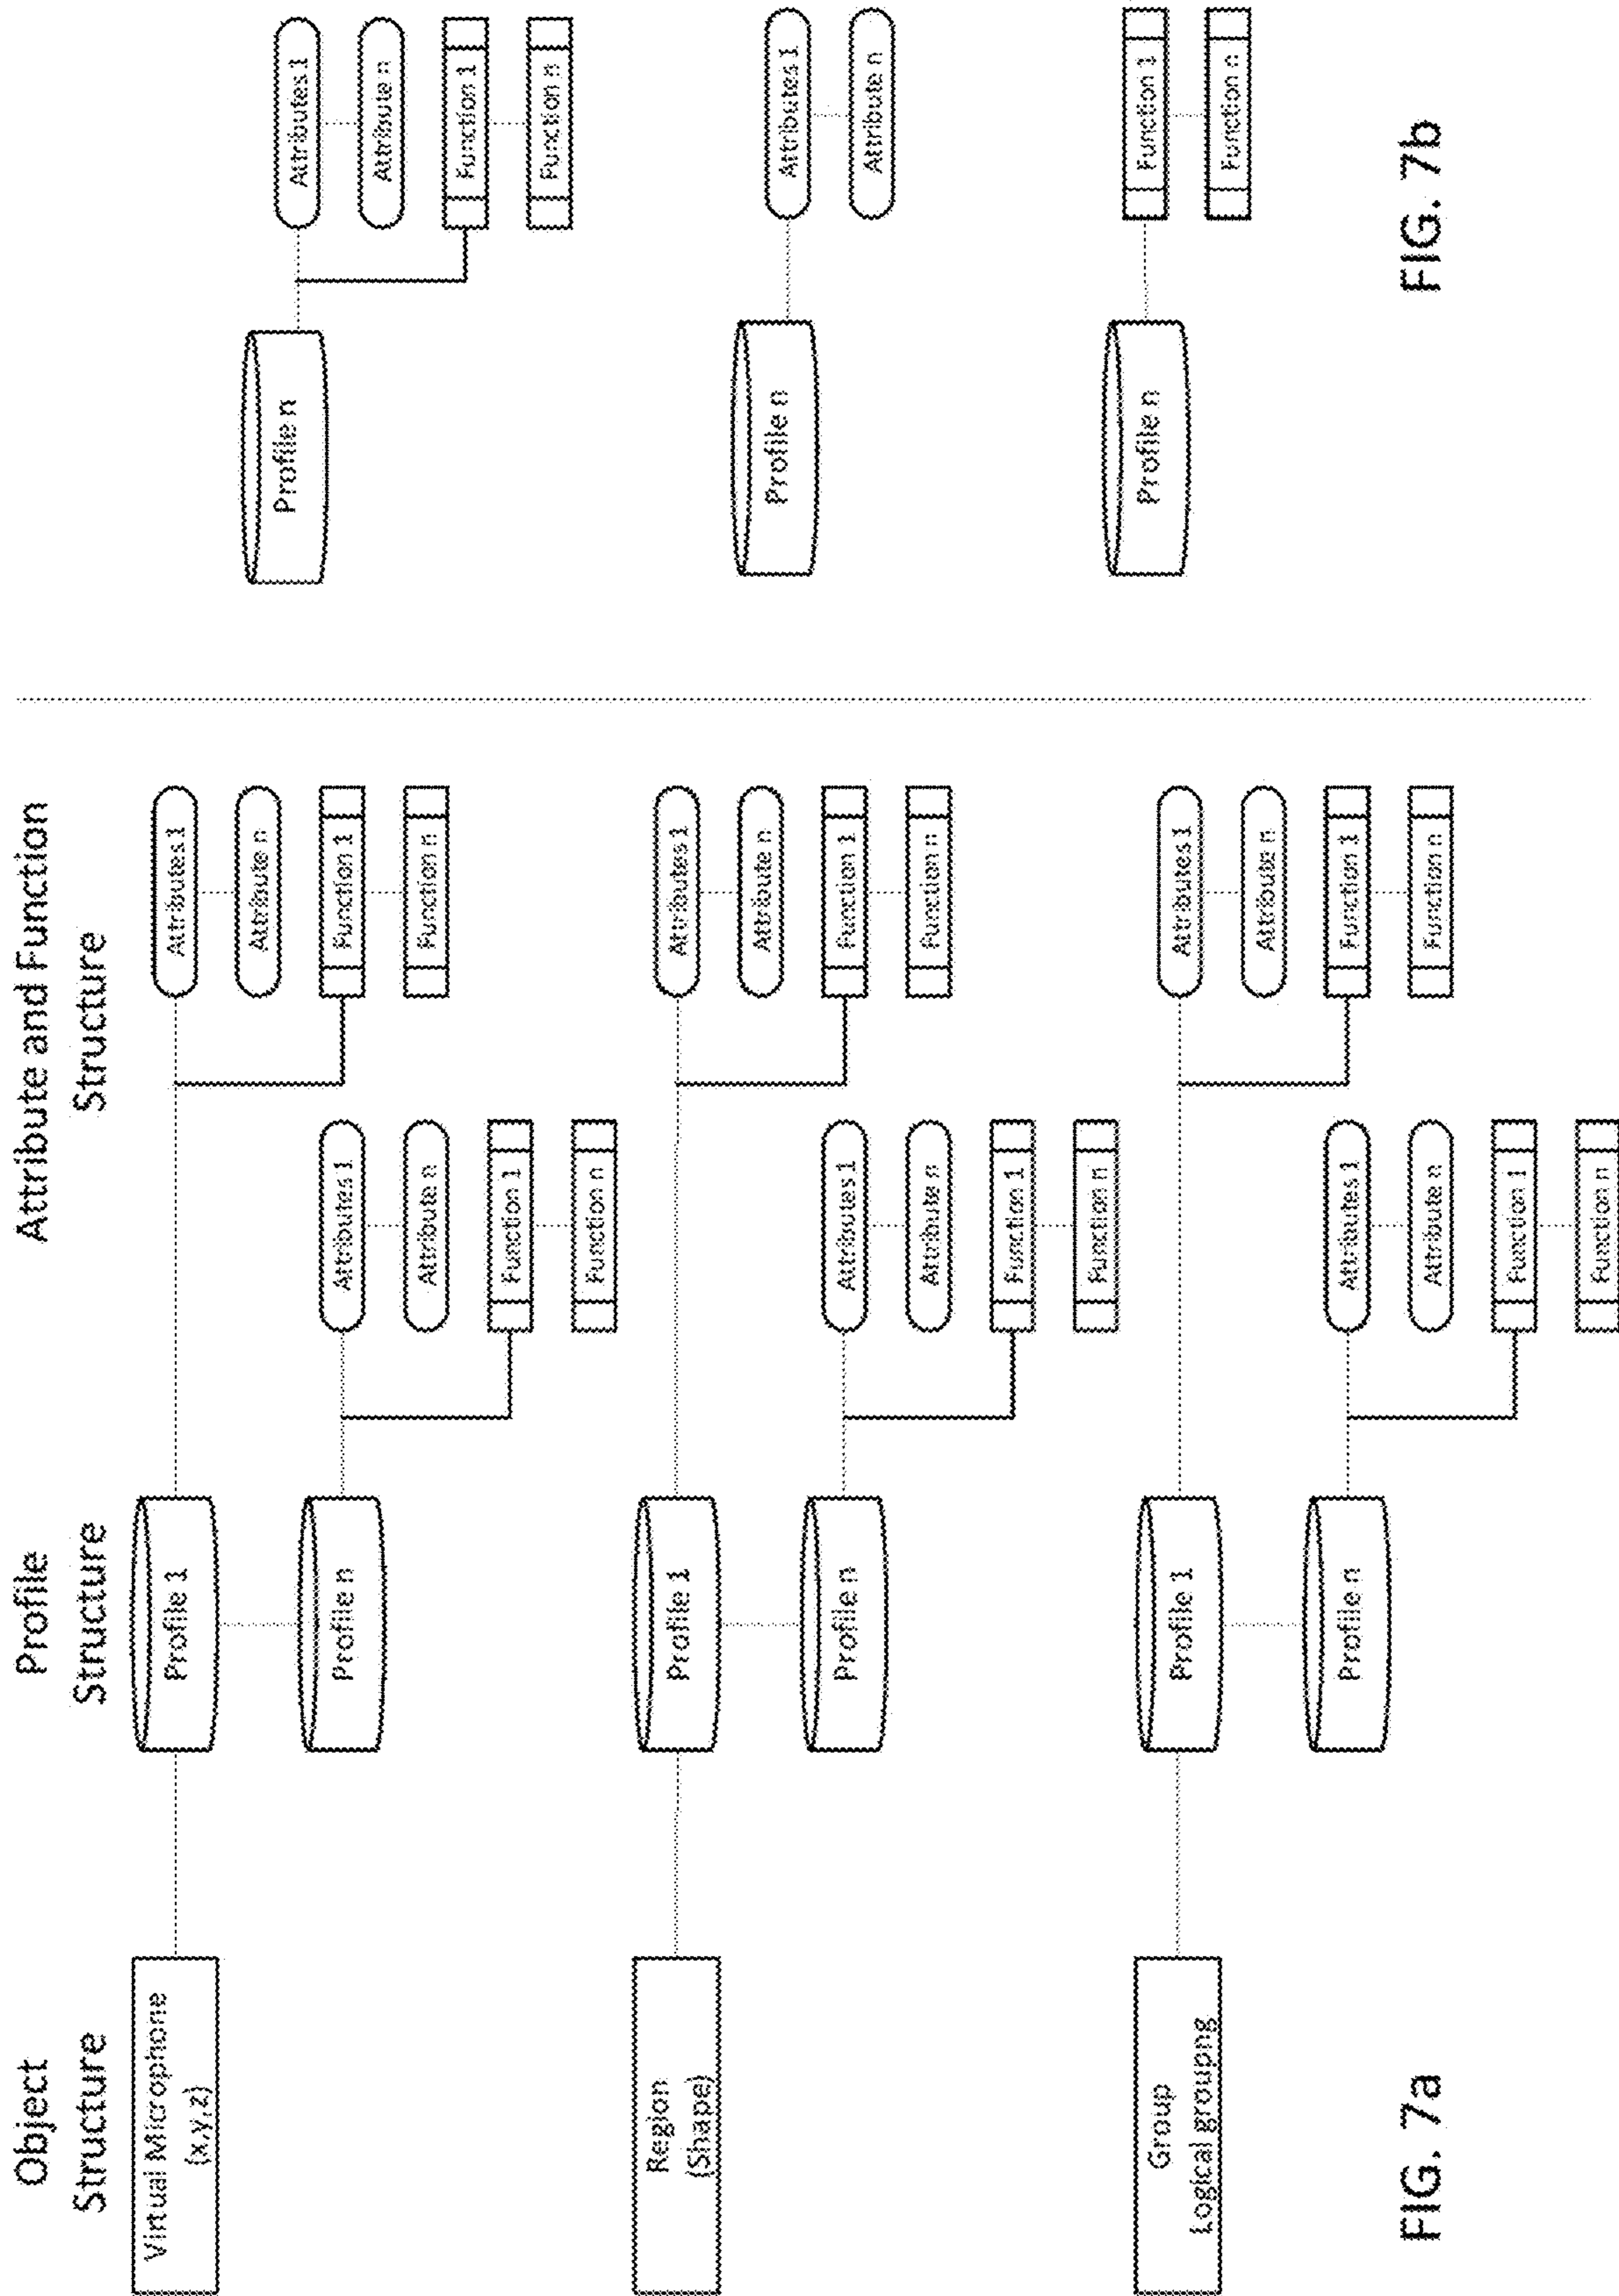 Object
Structure
Profile
Structure
Attribute and Function
Structure
Virtual Microphone
(x,y,z)
Profile 1
Attributes 1
Attribute n
Function 1
Function n
Profile n
Attributes 1
Attribute n
Function 1
Function n
Region
(Shape)
Profile 1
Attributes 1
Attribute n
Function 1
Function n
Profile n
Attributes 1
Attribute n
Function 1
Function n
Group
Logical groupng
Profile 1
Attributes 1
Attribute n
Function 1
Function n
Profile n
Attributes 1
Attribute n
Function 1
Function n
FIG. 7a
Profile n
Attributes 1
Attribute n
Function 1
Function n
Profile n
Attributes 1
Attribute n
Profile n
Function 1
Function n
FIG. 7b